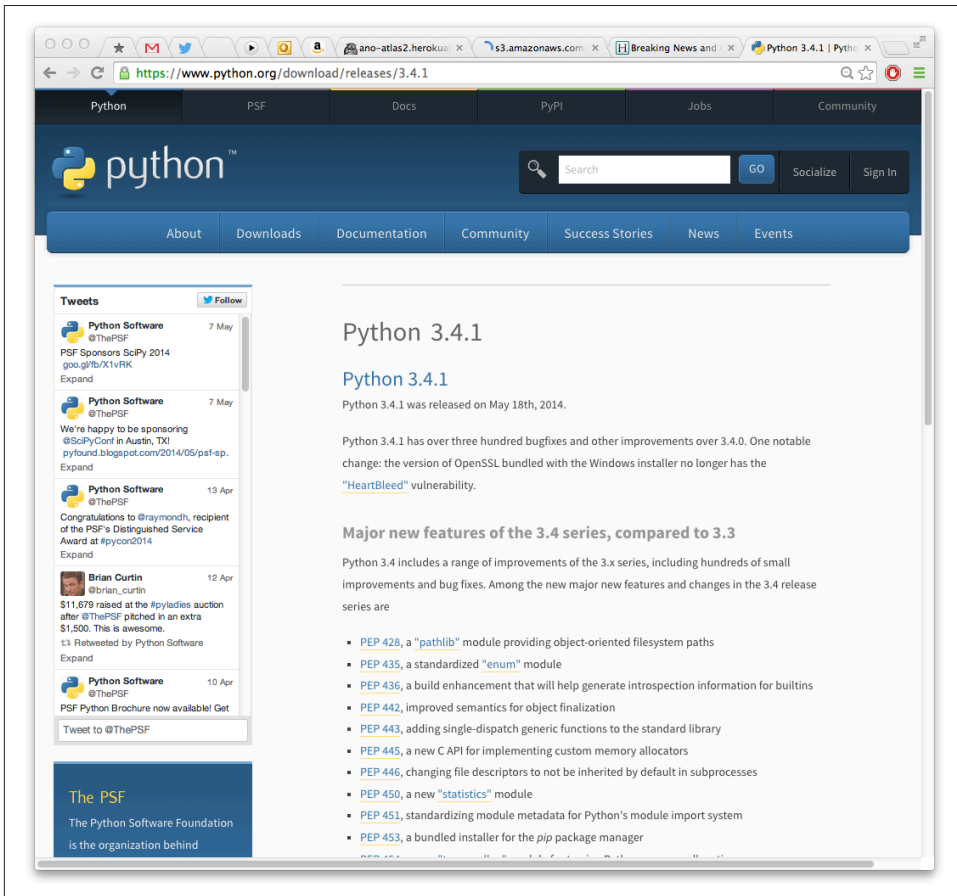 ano-atlas2.herokua
s3.amazonaws.com
Breaking News and
Python 3.4.1 | Pytho
https://www.python.org/download/releases/3.4.1
Python PSF Docs PyPI Jobs Community
python™
Search GO Socialize Sign In
About Downloads Documentation Community Success Stories News Events
Tweets Follow
Python Software 7 May
@ThePSF
PSF Sponsors SciPy 2014
goo.gl/fb/X1vRK
Expand
Python Software 7 May
@ThePSF
We're happy to be sponsoring
@SciPyConf in Austin, TX!
pyfound.blogspot.com/2014/05/psf-sp.
Expand
Python Software 13 Apr
@ThePSF
Congratulations to @raymondh, recipient
of the PSF's Distinguished Service
Award at #pycon2014
Expand
Brian Curtin 12 Apr
@brian_curtin
$11,679 raised at the #pyladies auction
after @ThePSF pitched in an extra
$1,500. This is awesome.
Retweeted by Python Software
Expand
Python Software 10 Apr
@ThePSF
PSF Python Brochure now available! Get
Tweet to @ThePSF
The PSF
The Python Software Foundation
is the organization behind
Python 3.4.1
Python 3.4.1
Python 3.4.1 was released on May 18th, 2014.
Python 3.4.1 has over three hundred bugfixes and other improvements over 3.4.0. One notable
change: the version of OpenSSL bundled with the Windows installer no longer has the
"HeartBleed" vulnerability.
Major new features of the 3.4 series, compared to 3.3
Python 3.4 includes a range of improvements of the 3.x series, including hundreds of small
improvements and bug fixes. Among the new major new features and changes in the 3.4 release
series are
PEP 428, a "pathlib" module providing object-oriented filesystem paths
PEP 435, a standardized "enum" module
PEP 436, a build enhancement that will help generate introspection information for builtins
PEP 442, improved semantics for object finalization
PEP 443, adding single-dispatch generic functions to the standard library
PEP 445, a new C API for implementing custom memory allocators
PEP 446, changing file descriptors to not be inherited by default in subprocesses
PEP 450, a new "statistics" module
PEP 451, standardizing module metadata for Python's module import system
PEP 453, a bundled installer for the pip package manager